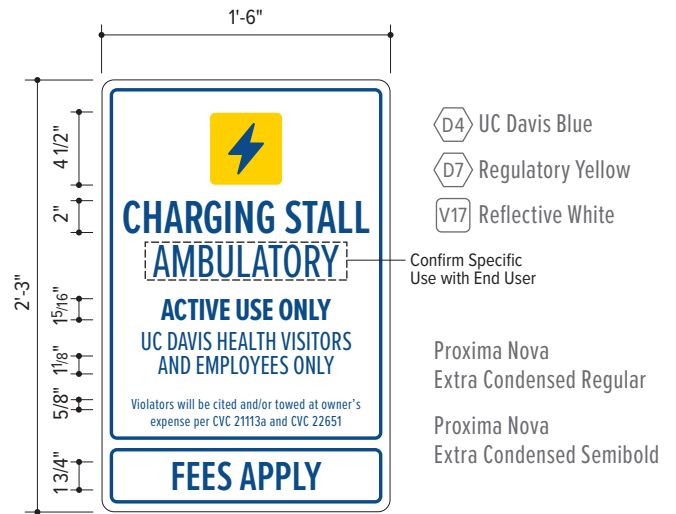 1'-6"
2'-3"
4 1/2"
2"
1 5/16"
1 1/8"
5/8"
1 3/4"
CHARGING STALL
AMBULATORY
ACTIVE USE ONLY
UC DAVIS HEALTH VISITORS
AND EMPLOYEES ONLY
Violators will be cited and/or towed at owner's
expense per CVC 21113a and CVC 22651
FEES APPLY
D4 UC Davis Blue
D7 Regulatory Yellow
V17 Reflective White
Confirm Specific
Use with End User
Proxima Nova
Extra Condensed Regular
Proxima Nova
Extra Condensed Semibold